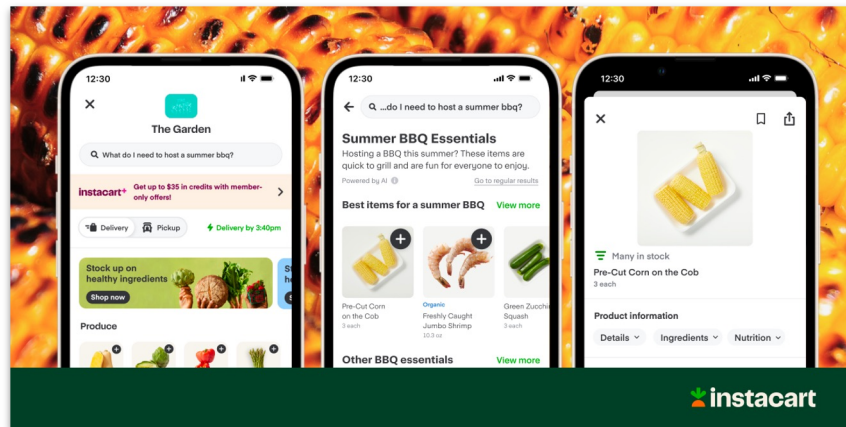 12:30
The Garden
What do I need to host a summer bbq?
instacart+
Get up to $35 in credits with member-
only offers!
Delivery
Pickup
Delivery by 3:40pm
Stock up on
healthy ingredients
Shop now
Produce
12:30
...do I need to host a summer bbq?
Summer BBQ Essentials
Hosting a BBQ this summer? These items are
quick to grill and are fun for everyone to enjoy.
Powered by AI
Go to regular results
Best items for a summer BBQ
View more
Pre-Cut Corn
on the Cob
3 each
Organic
Freshly Caught
Jumbo Shrimp
10.3 oz
Green Zucchi
Squash
3 each
Other BBQ essentials
View more
12:30
Many in stock
Pre-Cut Corn on the Cob
3 each
Product information
Details
Ingredients
Nutrition
instacart